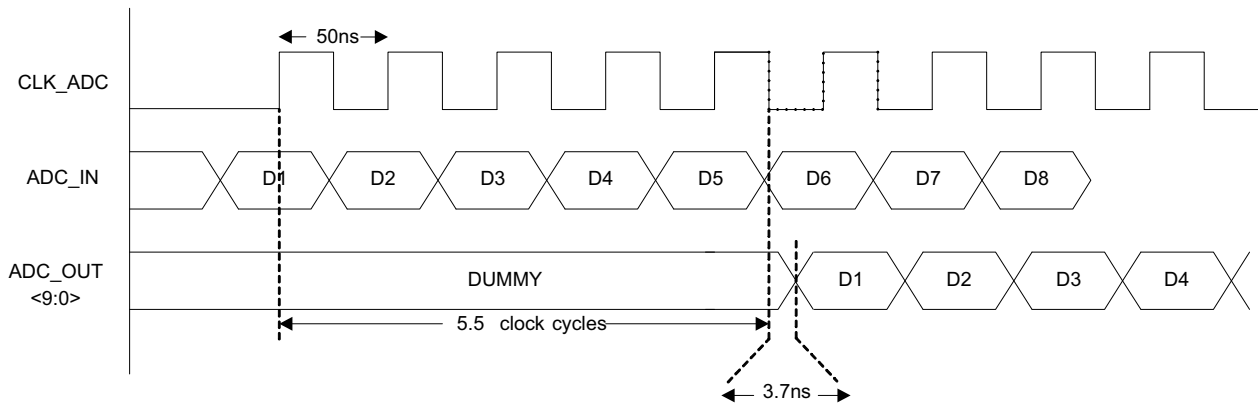 50ns
CLK_ADC
ADC_IN
D1 D2 D3 D4 D5 D6 D7 D8
ADC_OUT
<9:0>
DUMMY
D1 D2 D3 D4
5.5 clock cycles
3.7ns